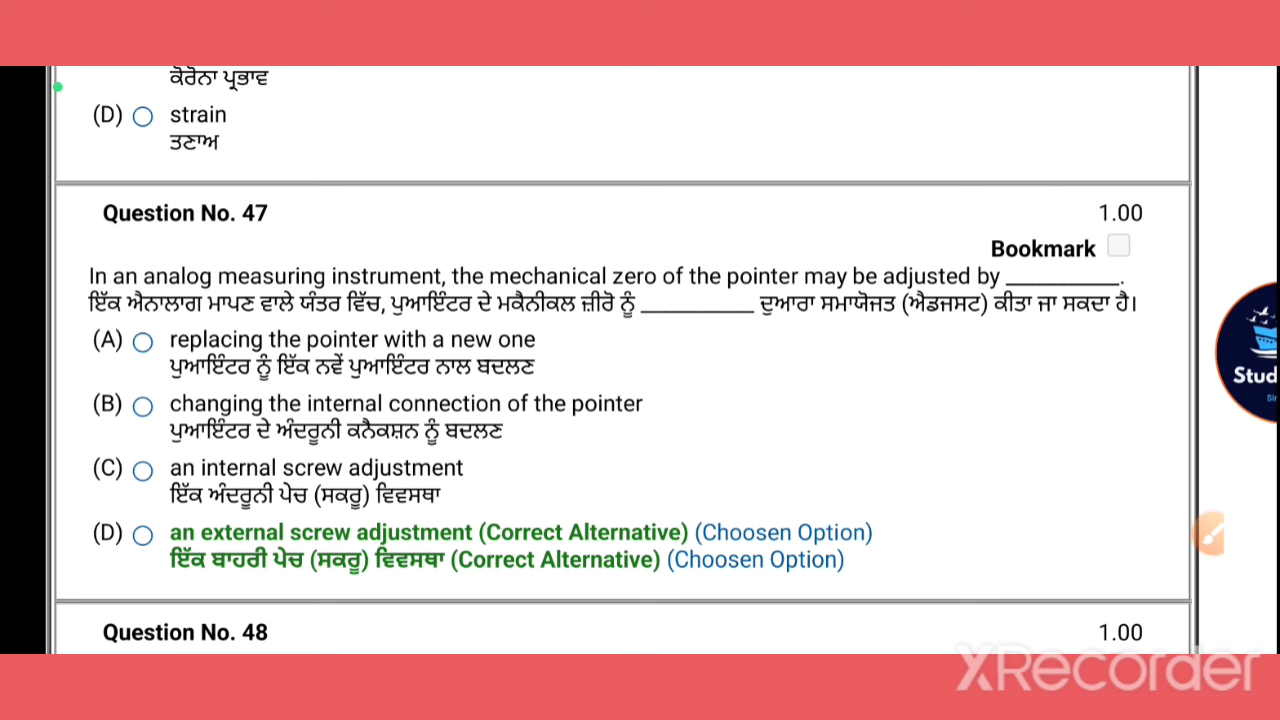 ਕੋਰੋਨਾ ਪ੍ਰਭਾਵ
(D) strain
ਤਣਾਅ
Question No. 47 1.00
Bookmark
In an analog measuring instrument, the mechanical zero of the pointer may be adjusted by __________.
ਇੱਕ ਐਨਾਲਾਗ ਮਾਪਣ ਵਾਲੇ ਯੰਤਰ ਵਿੱਚ, ਪੁਆਇੰਟਰ ਦੇ ਮਕੈਨੀਕਲ ਜ਼ੀਰੋ ਨੂੰ __________ ਦੁਆਰਾ ਸਮਾਯੋਜਤ (ਐਡਜਸਟ) ਕੀਤਾ ਜਾ ਸਕਦਾ ਹੈ।
(A) replacing the pointer with a new one
ਪੁਆਇੰਟਰ ਨੂੰ ਇੱਕ ਨਵੇਂ ਪੁਆਇੰਟਰ ਨਾਲ ਬਦਲਣ
(B) changing the internal connection of the pointer
ਪੁਆਇੰਟਰ ਦੇ ਅੰਦਰੂਨੀ ਕਨੈਕਸ਼ਨ ਨੂੰ ਬਦਲਣ
(C) an internal screw adjustment
ਇੱਕ ਅੰਦਰੂਨੀ ਪੇਚ (ਸਕਰੂ) ਵਿਵਸਥਾ
(D) an external screw adjustment (Correct Alternative) (Choosen Option)
ਇੱਕ ਬਾਹਰੀ ਪੇਚ (ਸਕਰੂ) ਵਿਵਸਥਾ (Correct Alternative) (Choosen Option)
Question No. 48 1.00
Stud
XRecorder